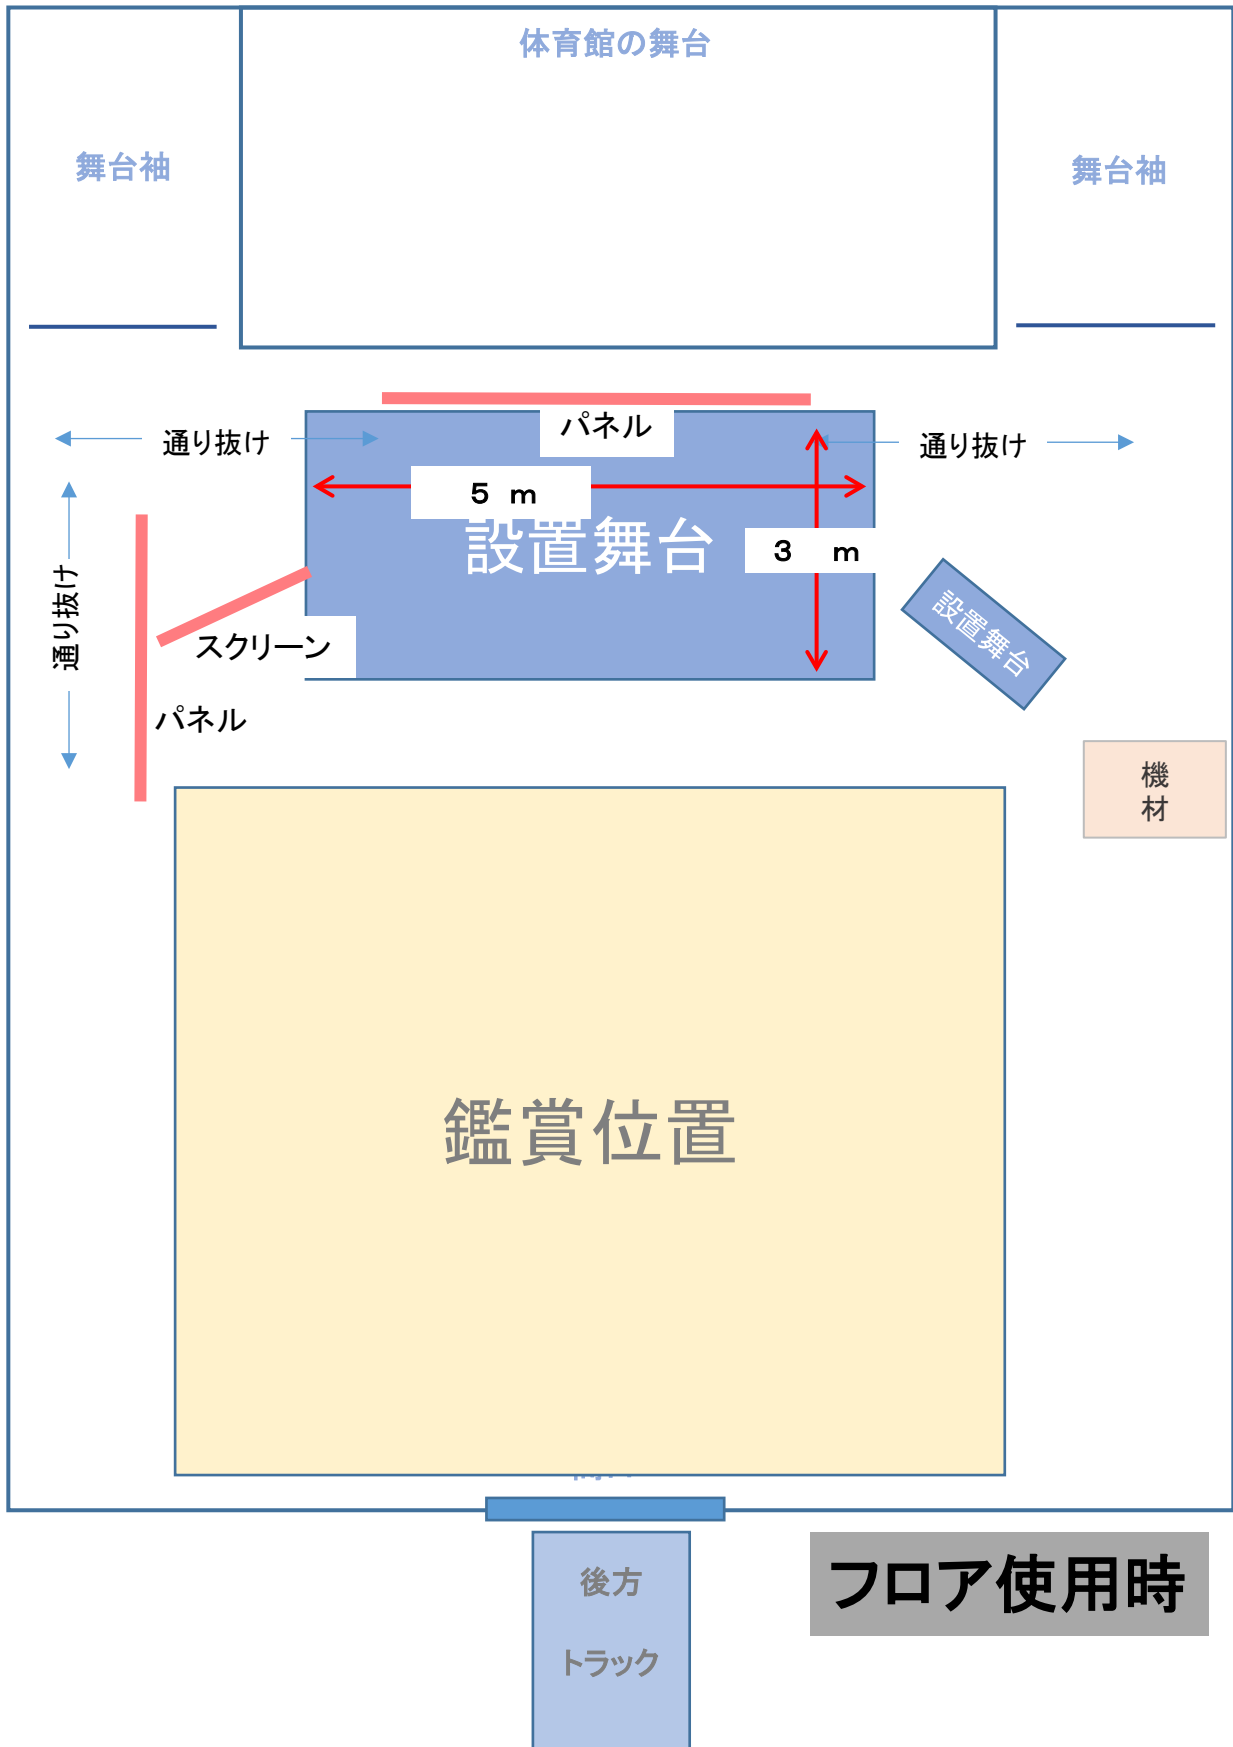 体育館の舞台
舞台袖
舞台袖
パネル
通り抜け
通り抜け
5 m
設置舞台
3 m
通り抜け
設置舞台
スクリーン
パネル
機
材
鑑賞位置
後方
トラック
フロア使用時